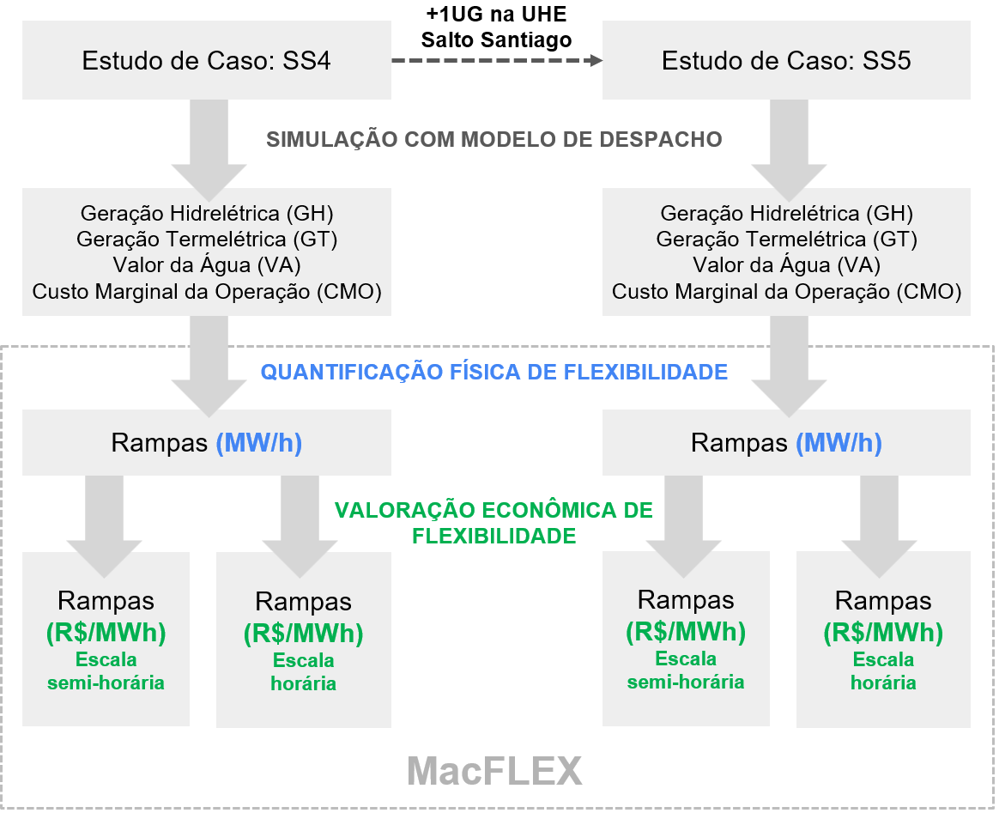 +1UG na UHE
Salto Santiago
Estudo de Caso: SS4
Estudo de Caso: SS5
SIMULAÇÃO COM MODELO DE DESPACHO
Geração Hidrelétrica (GH)
Geração Termelétrica (GT)
Valor da Água (VA)
Custo Marginal da Operação (CMO)
Geração Hidrelétrica (GH)
Geração Termelétrica (GT)
Valor da Água (VA)
Custo Marginal da Operação (CMO)
QUANTIFICAÇÃO FÍSICA DE FLEXIBILIDADE
Rampas (MW/h)
Rampas (MW/h)
VALORAÇÃO ECONÔMICA DE
FLEXIBILIDADE
Rampas
(R$/MWh)
Escala
semi-horária
Rampas
(R$/MWh)
Escala
horária
Rampas
(R$/MWh)
Escala
semi-horária
Rampas
(R$/MWh)
Escala
horária
MacFLEX